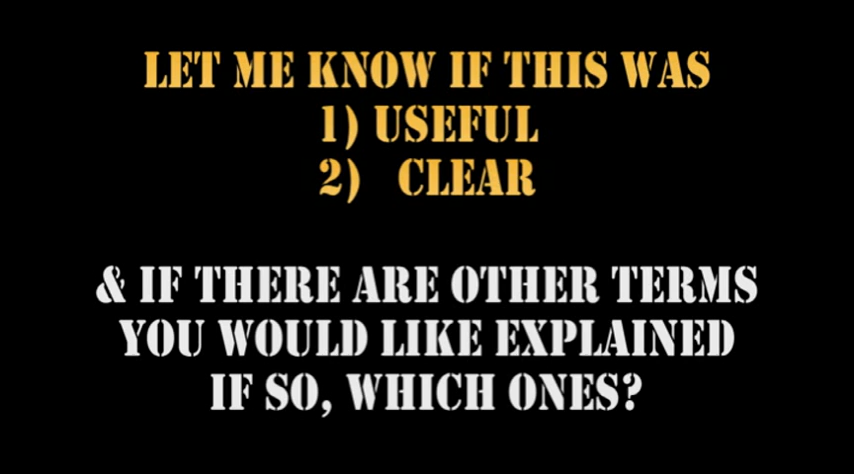 LET ME KNOW IF THIS WAS
1) USEFUL
2) CLEAR
& IF THERE ARE OTHER TERMS
YOU WOULD LIKE EXPLAINED
IF SO, WHICH ONES?